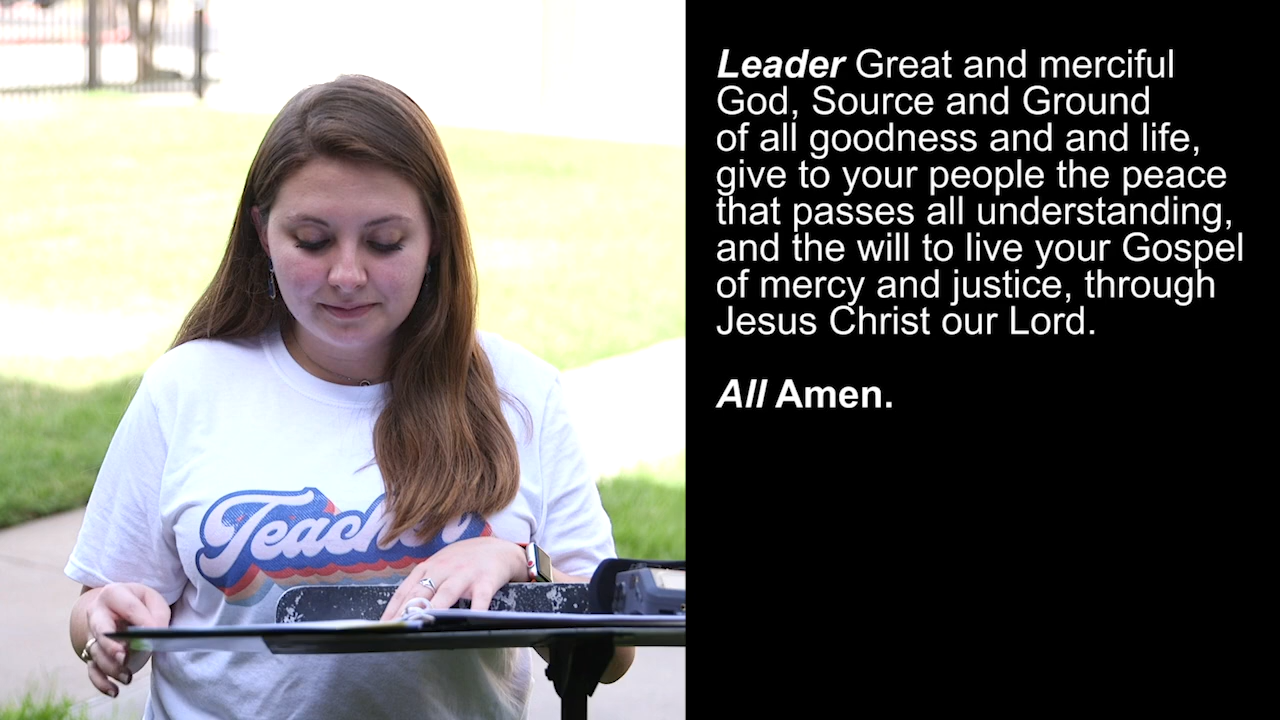 Teacher
Leader Great and merciful
God, Source and Ground
of all goodness and and life,
give to your people the peace
that passes all understanding,
and the will to live your Gospel
of mercy and justice, through
Jesus Christ our Lord.
All Amen.